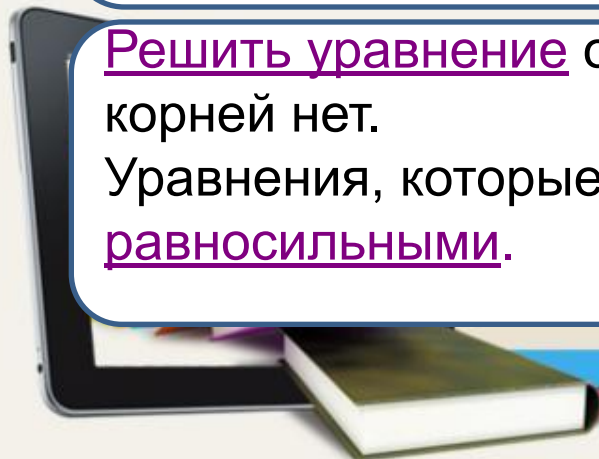 Решить уравнение
корней нет.
Уравнения, которые
равносильными.